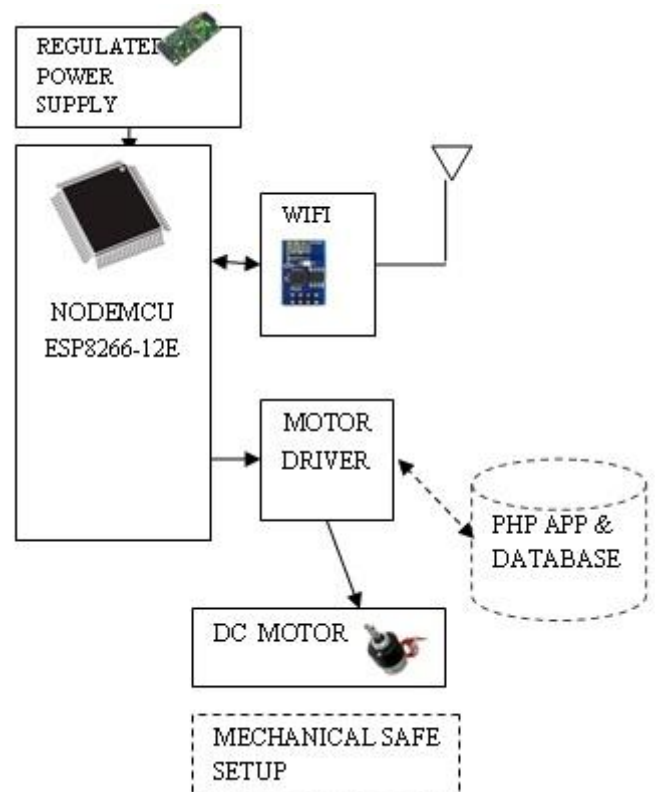 REGULATED
POWER
SUPPLY
WIFI
NODEMCU
ESP8266-12E
MOTOR
DRIVER
PHP APP &
DATABASE
DC MOTOR
MECHANICAL SAFE
SETUP